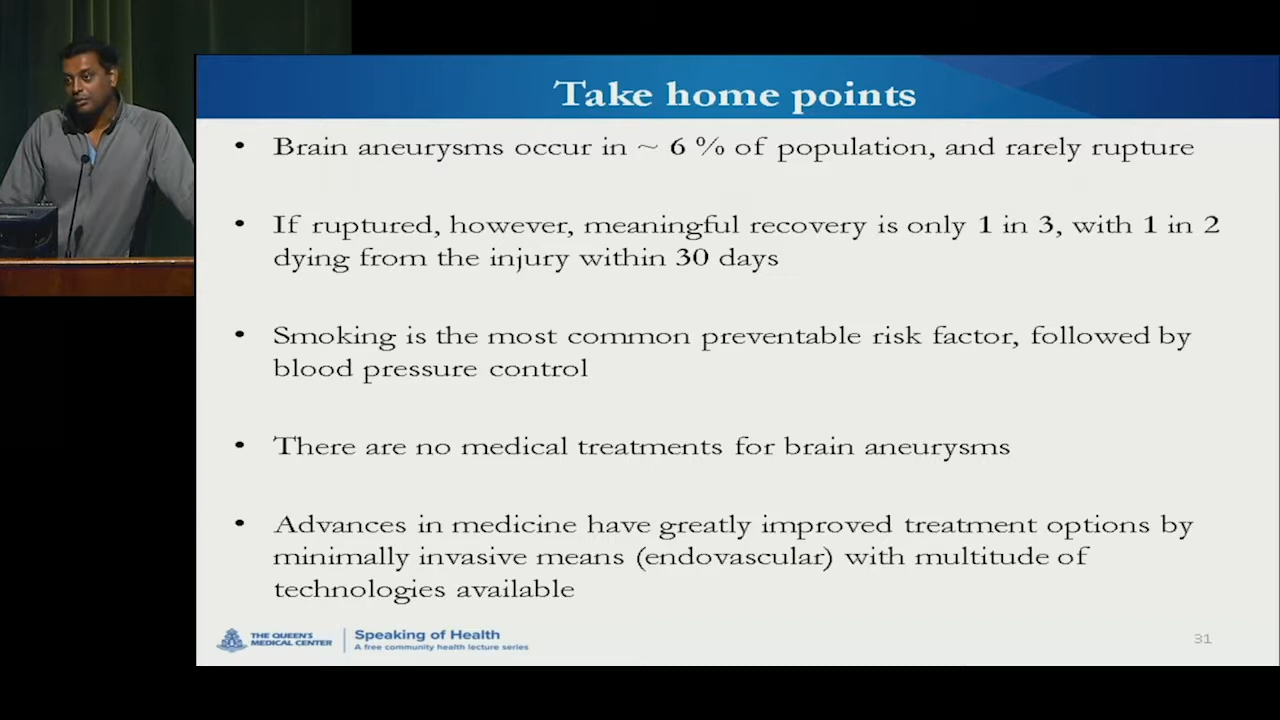 Take home points
• Brain aneurysms occur in ~ 6 % of population, and rarely rupture
• If ruptured, however, meaningful recovery is only 1 in 3, with 1 in 2
dying from the injury within 30 days
• Smoking is the most common preventable risk factor, followed by
blood pressure control
• There are no medical treatments for brain aneurysms
• Advances in medicine have greatly improved treatment options by
minimally invasive means (endovascular) with multitude of
technologies available
THE QUEEN'S
MEDICAL CENTER
Speaking of Health
A free community health lecture series
31